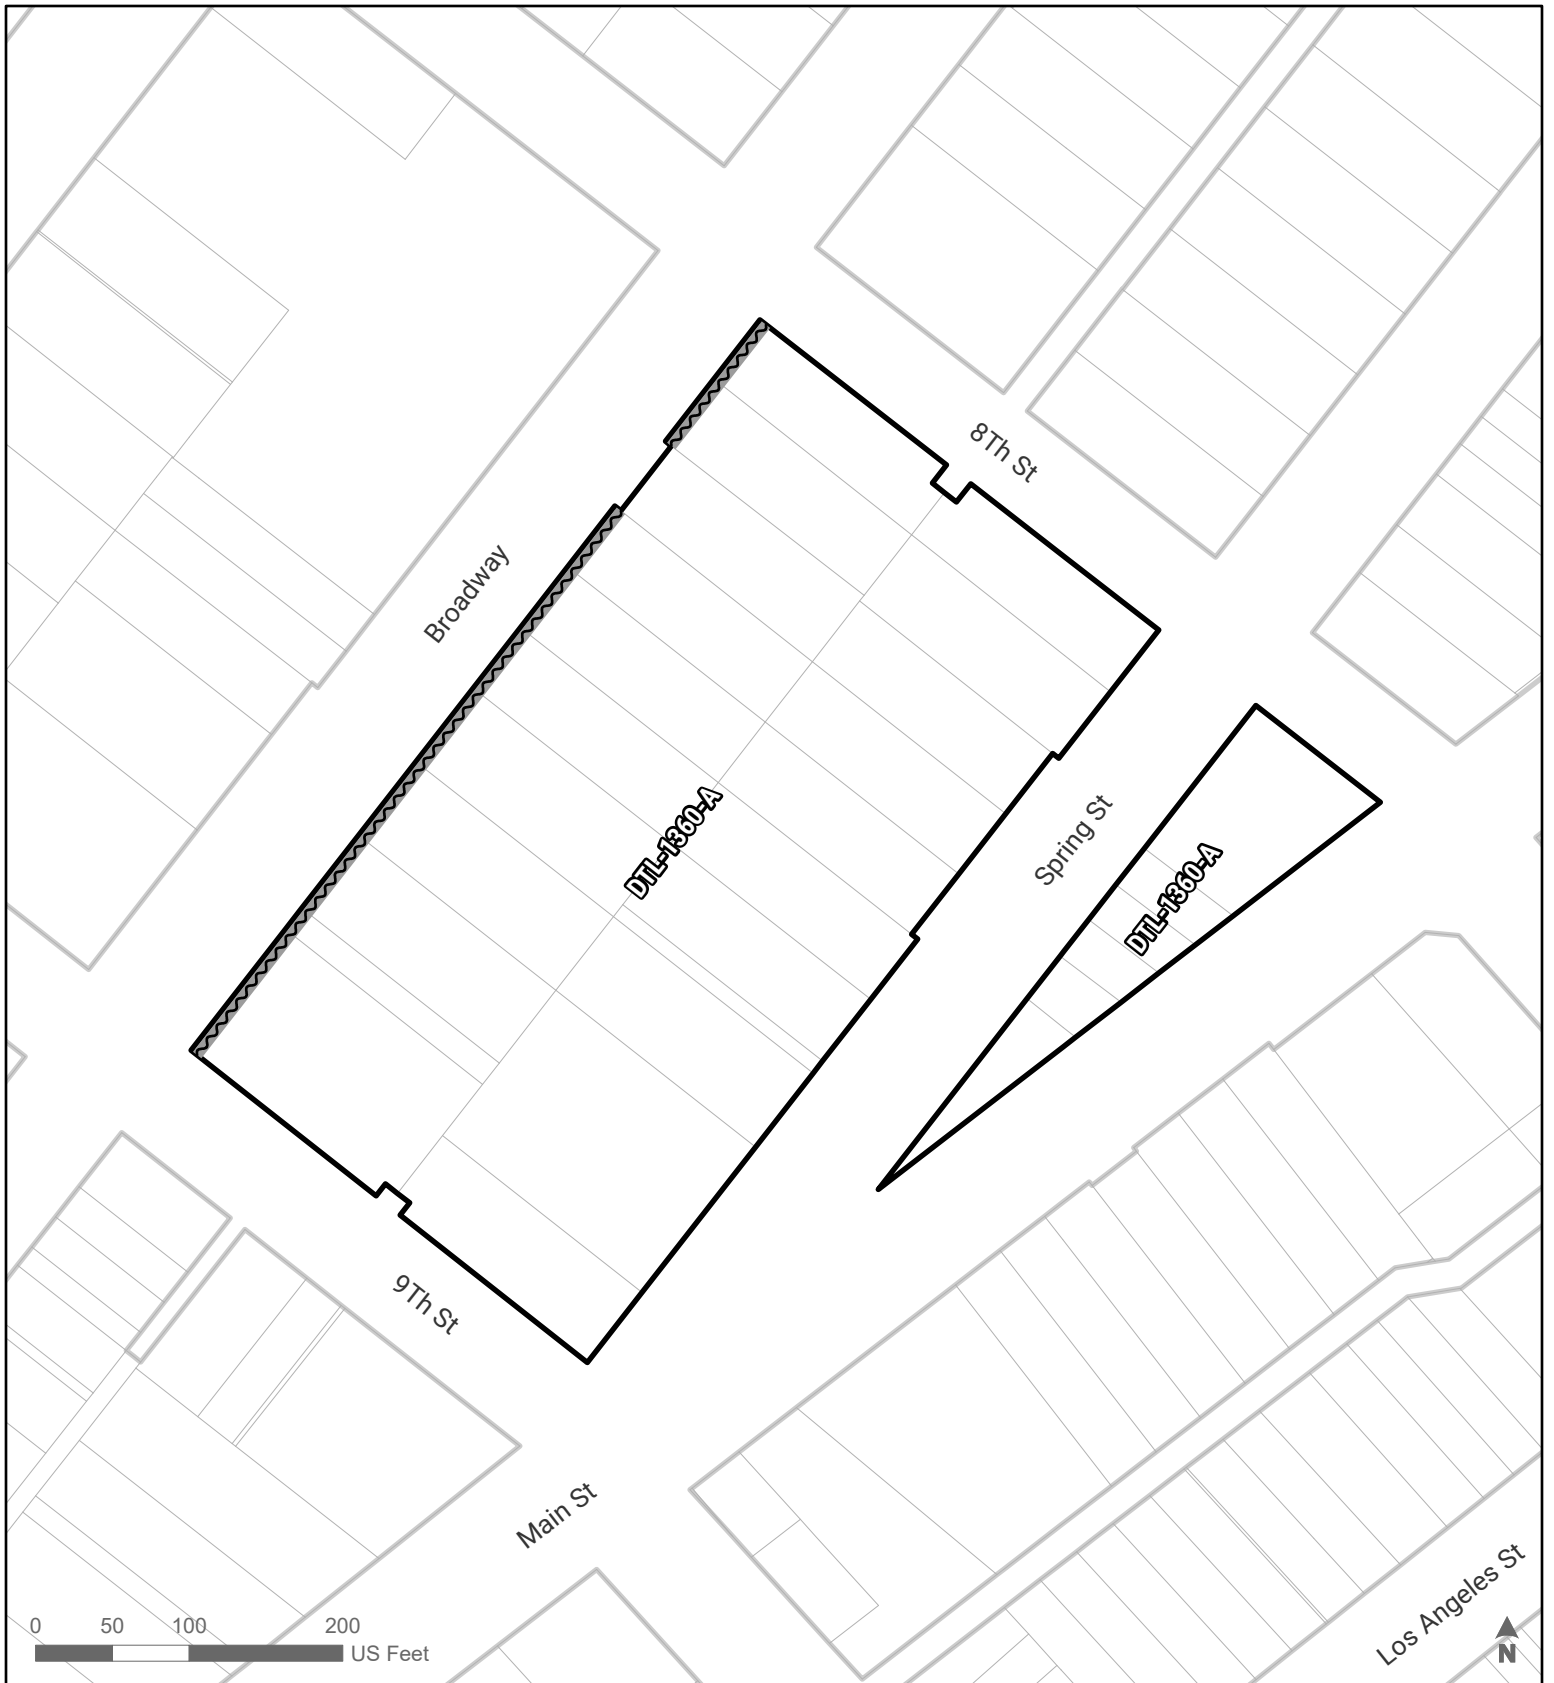 8Th St
Broadway
DTL-1360-A
Spring St
DTL-1360-A
9Th St
Main St
Los Angeles St
0 50 100 200
US Feet
N